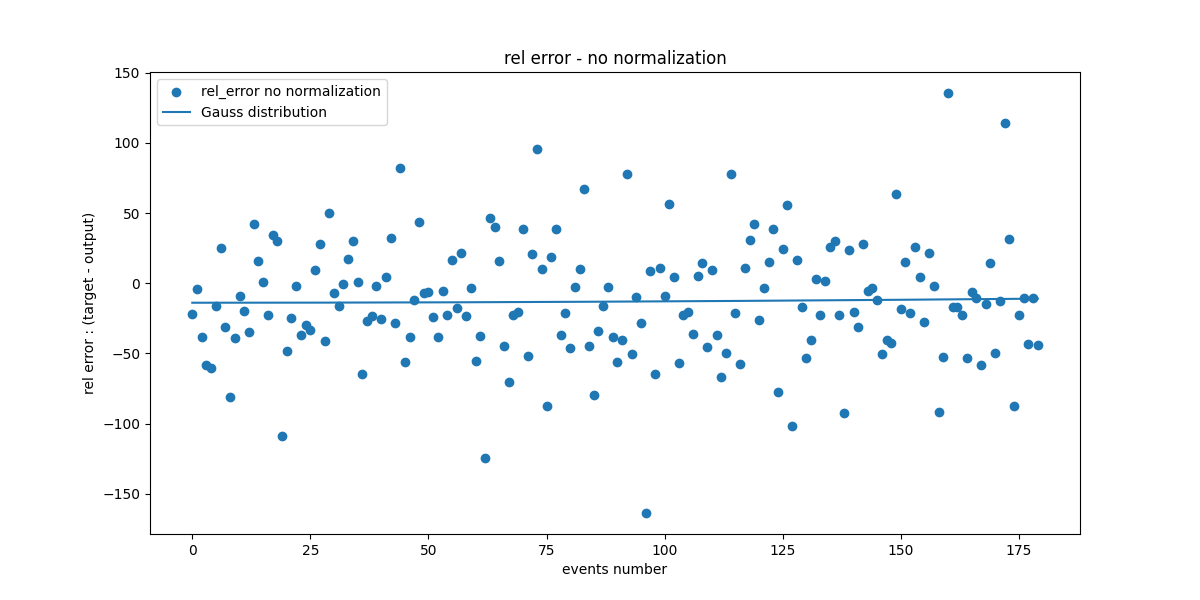 rel error - no normalization
rel_error no normalization
Gauss distribution
rel error : (target - output)
150
100
50
0
−50
−100
−150
0 25 50 75 100 125 150 175
events number